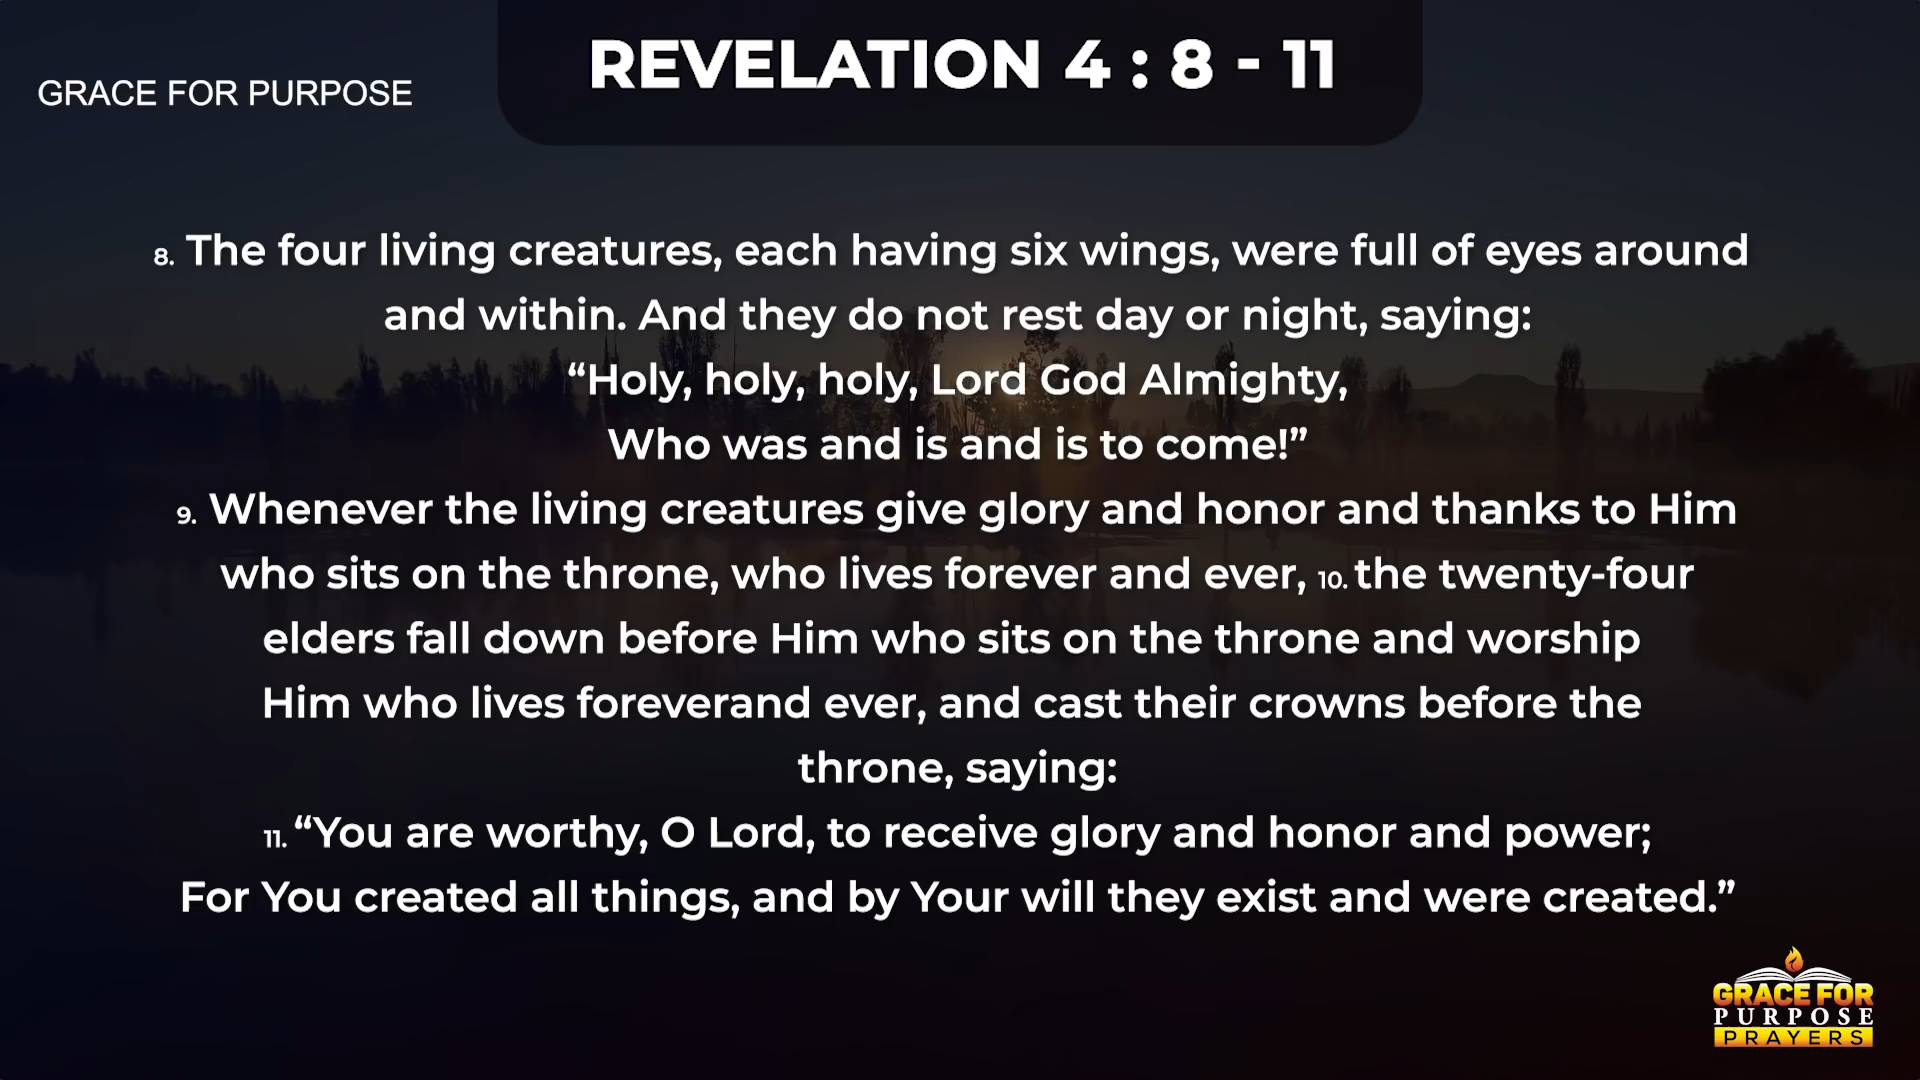 REVELATION 4 : 8 - 11
GRACE FOR PURPOSE
8. The four living creatures, each having six wings, were full of eyes around
and within. And they do not rest day or night, saying:
“Holy, holy, holy, Lord God Almighty,
Who was and is and is to come!”
9. Whenever the living creatures give glory and honor and thanks to Him
who sits on the throne, who lives forever and ever, 10. the twenty-four
elders fall down before Him who sits on the throne and worship
Him who lives foreverand ever, and cast their crowns before the
throne, saying:
11. “You are worthy, O Lord, to receive glory and honor and power;
For You created all things, and by Your will they exist and were created.”
GRACE FOR
PURPOSE
PRAYERS